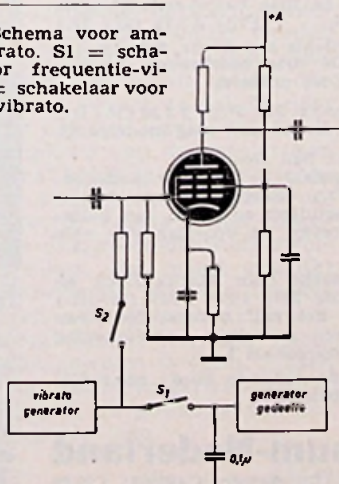 Schema voor am-
rato. S1 = scha-
or frequentie-vi-
= schakelaar voor
vibrato.
+A
S2
S1
vibrato
generator
generator
gedeelte
0,1μ